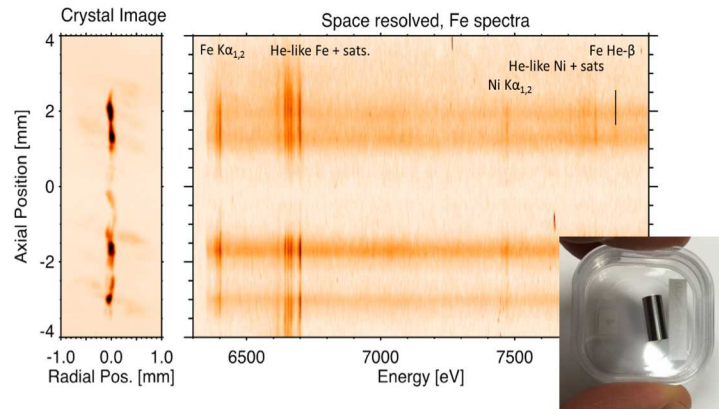 Crystal Image
Space resolved, Fe spectra
Fe Kα1,2
He-like Fe + sats.
Fe He-β
He-like Ni + sats
Ni Kα1,2
Axial Position [mm]
4
2
0
-2
-4
-1.0 0.0 1.0
Radial Pos. [mm]
6500 7000 7500
Energy [eV]